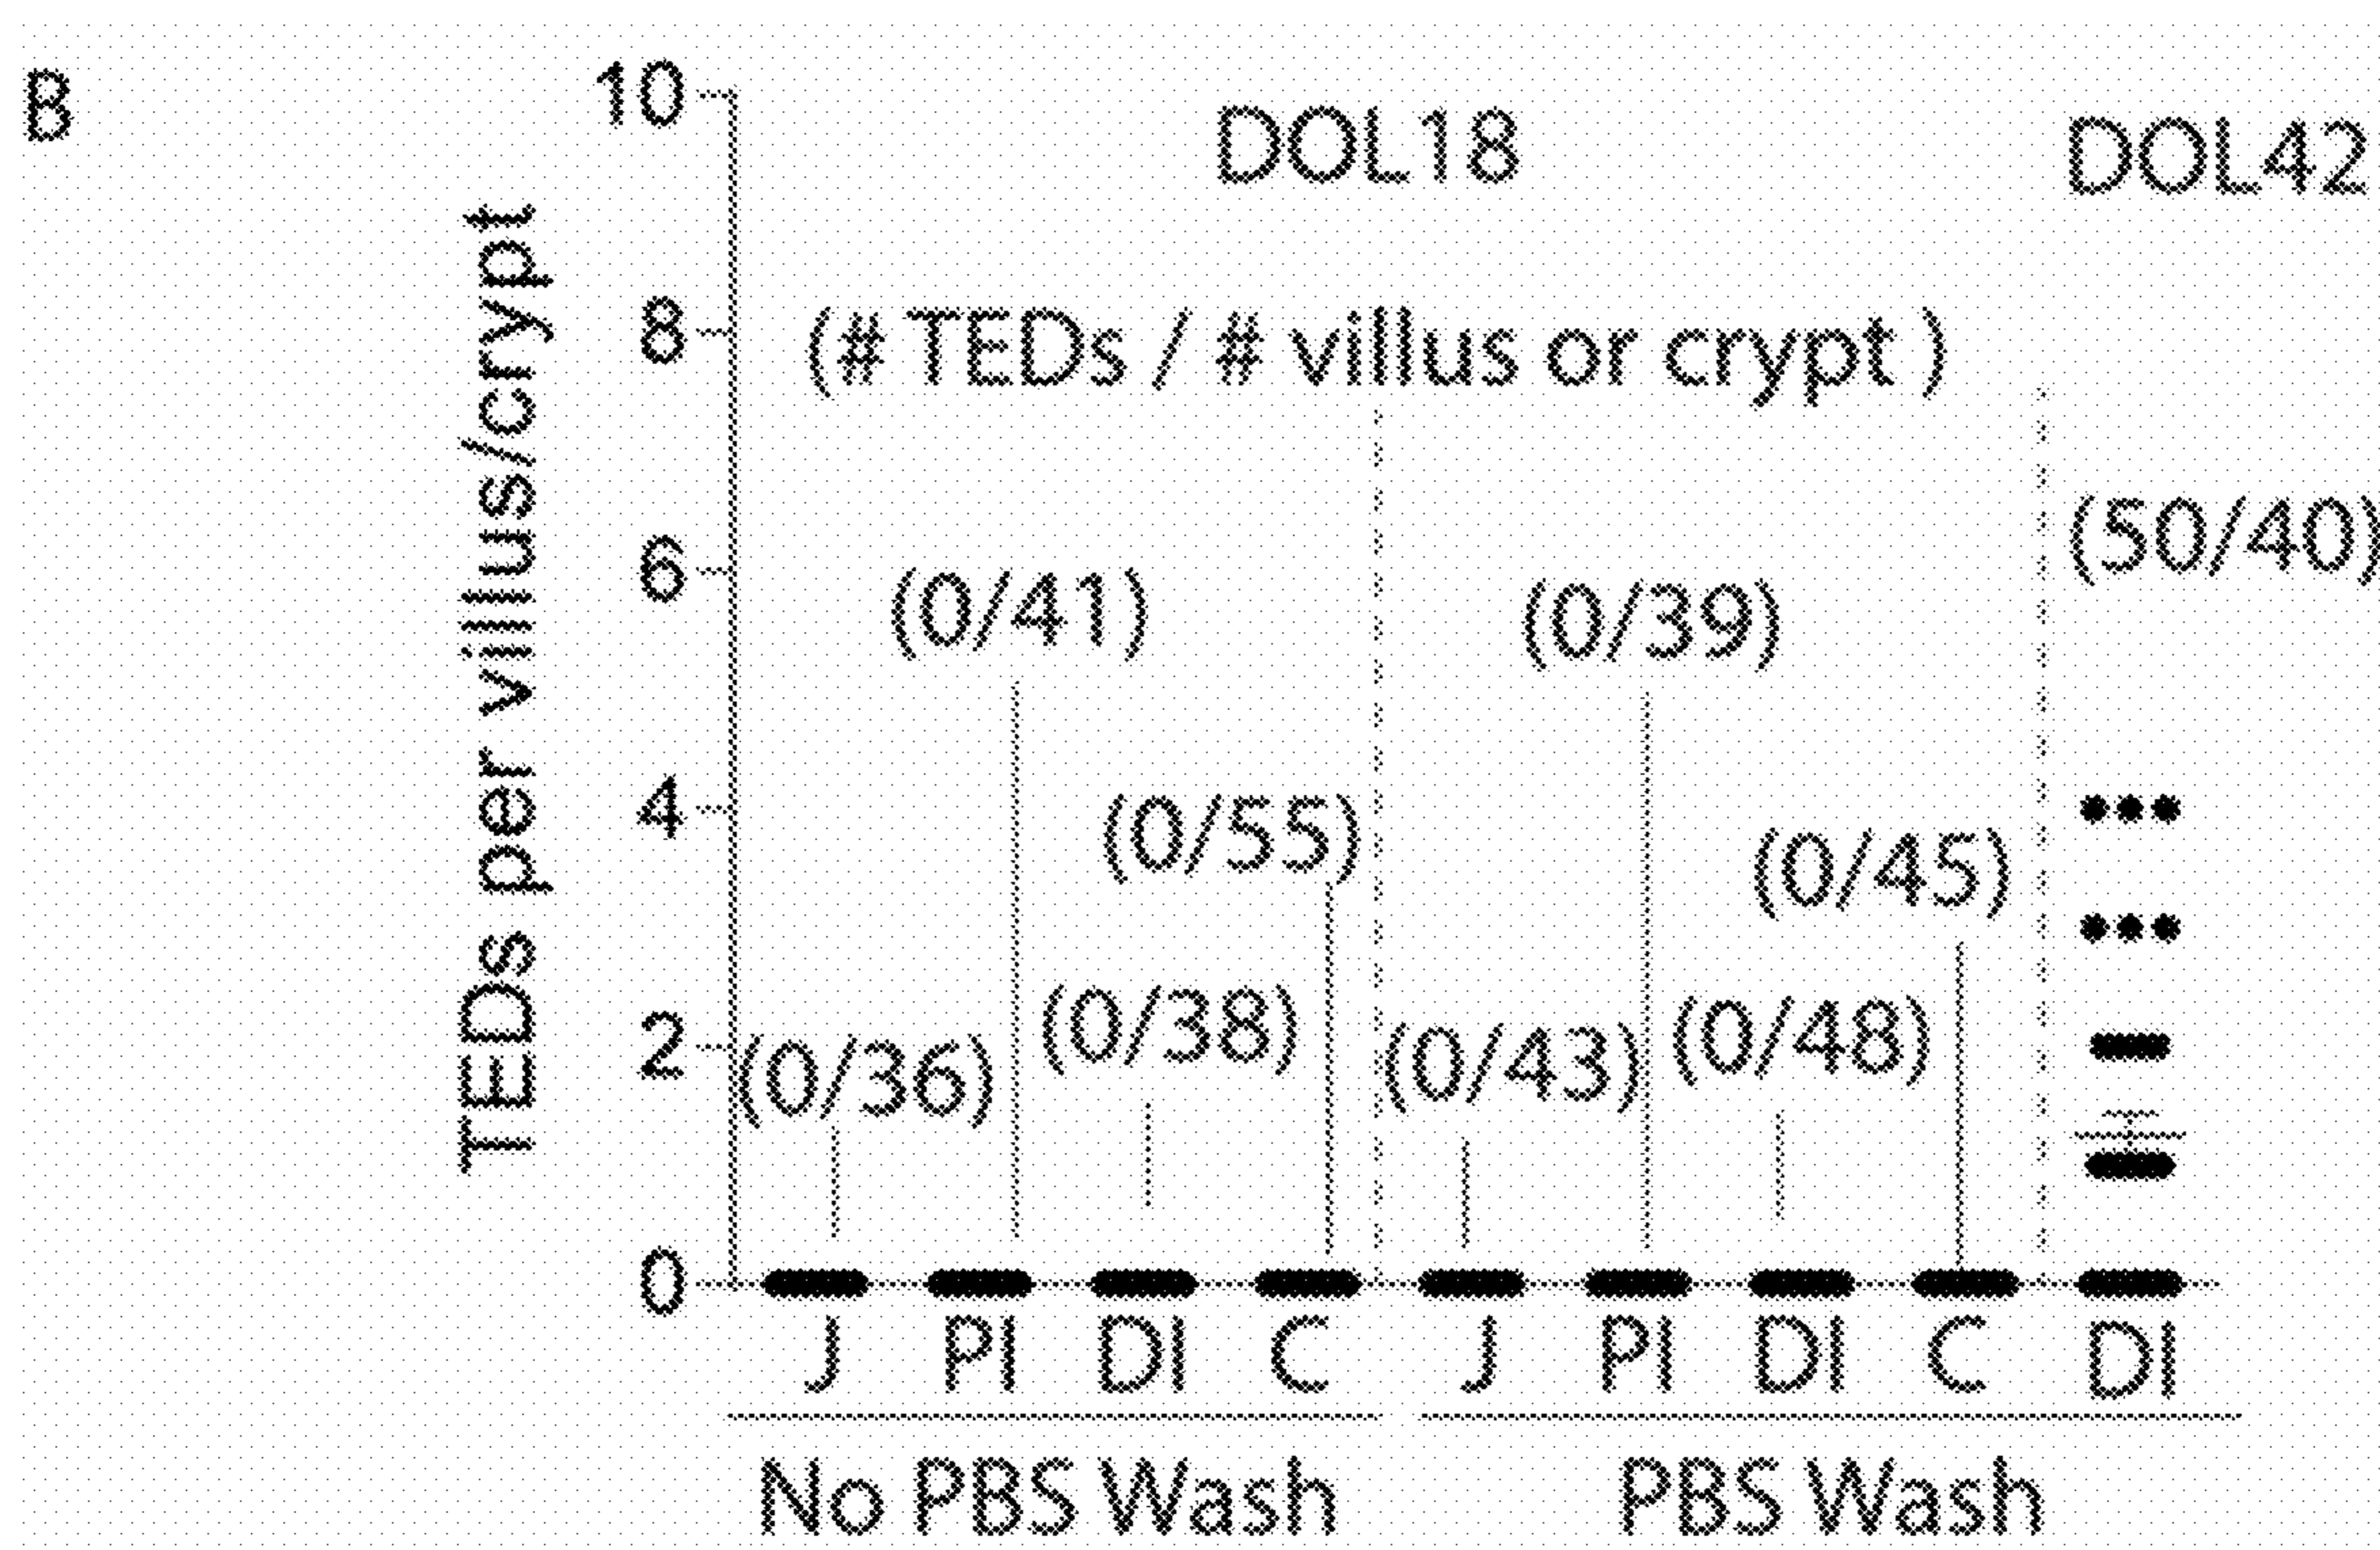 B
10
DOL18
DOL42
8
(# TEDs / # villus or crypt )
6
(0/41)
(0/39)
(50/40)
4
(0/55)
(0/45)
2
(0/36)
(0/38)
(0/43)
(0/48)
0
TEDs per villus/crypt
J PI DI C J PI DI C DI
No PBS Wash
PBS Wash